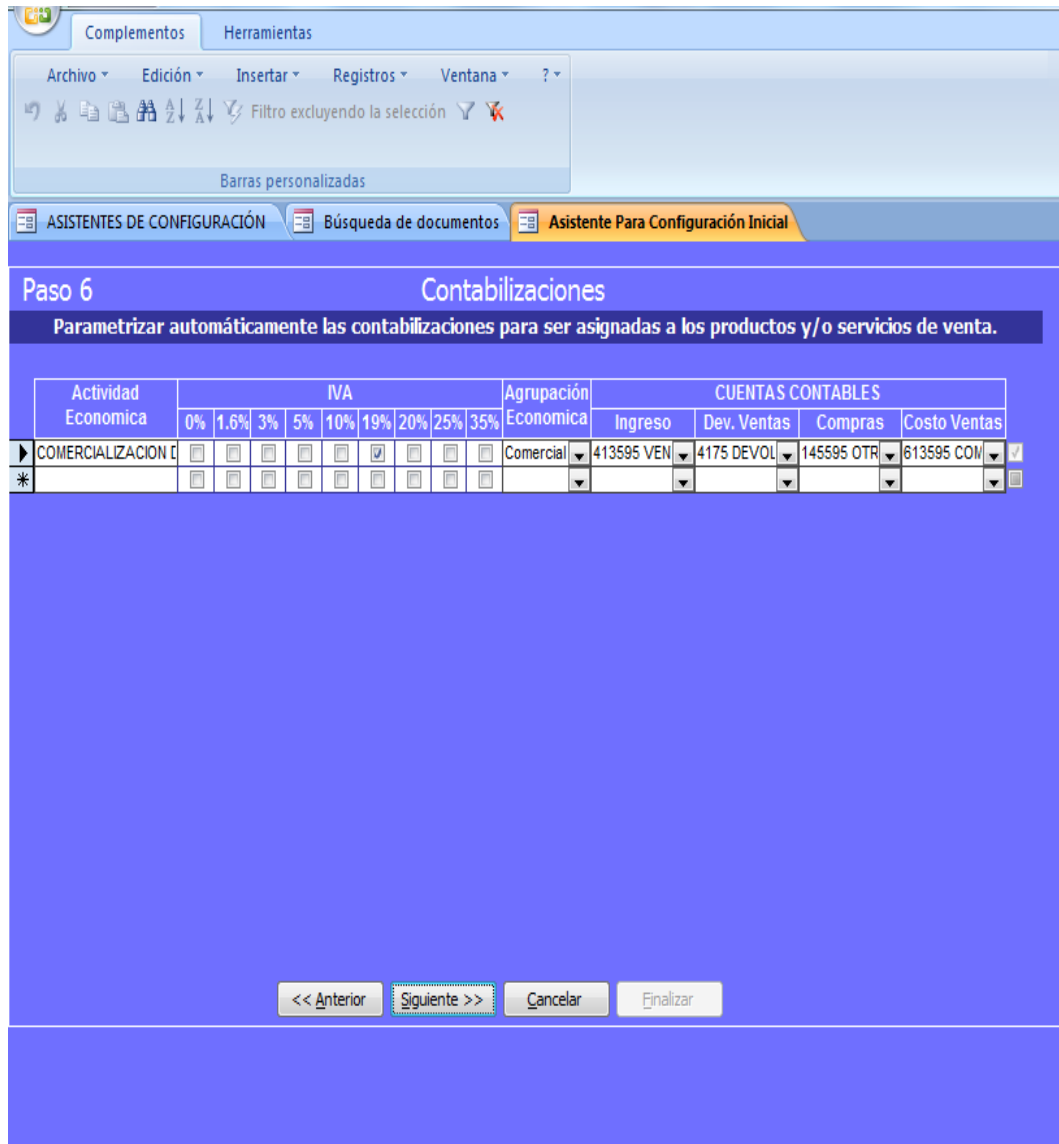 Complementos Herramientas
Archivo Edición Insertar Registros Ventana ?
Filtro excluyendo la selección
Barras personalizadas
ASISTENTES DE CONFIGURACIÓN Búsqueda de documentos Asistente Para Configuración Inicial
Paso 6 Contabilizaciones
Parametrizar automáticamente las contabilizaciones para ser asignadas a los productos y/o servicios de venta.
Actividad Economica IVA Agrupación Economica CUENTAS CONTABLES
0% 1.6% 3% 5% 10% 19% 20% 25% 35% Ingreso Dev. Ventas Compras Costo Ventas
COMERCIALIZACION D Comercial 413595 VEN 4175 DEVOL 145595 OTR 613595 COM
<< Anterior Siguiente >> Cancelar Finalizar